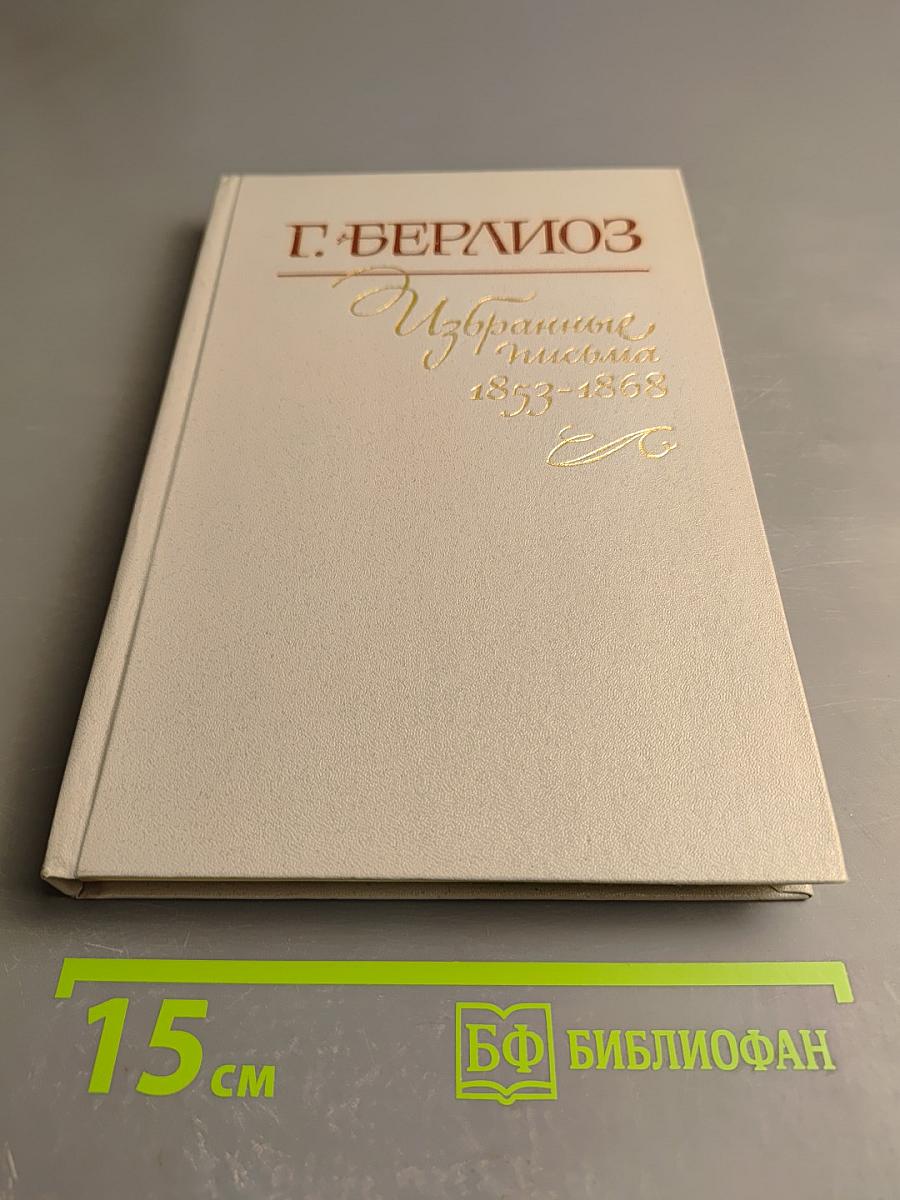 Г. БЕРЛИОЗ
Избранные
письма
1853-1868
15 см
БФ БИБЛИОФАН